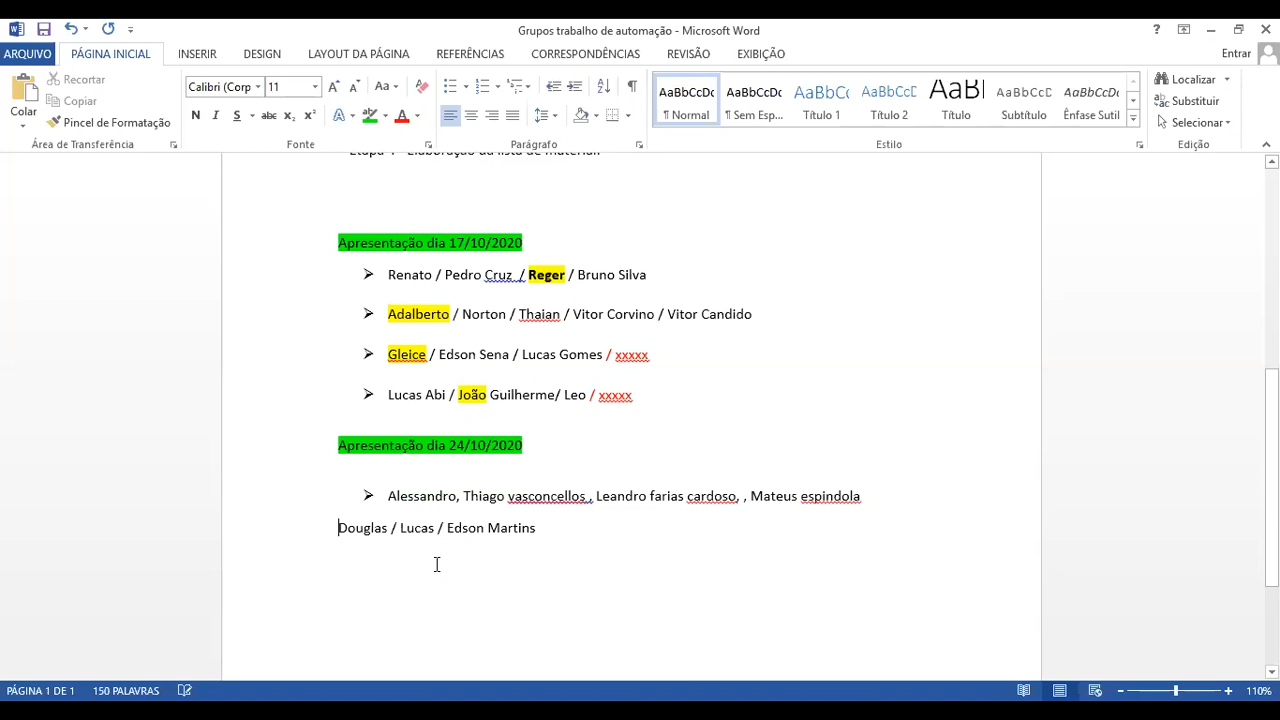 Grupos trabalho de automação - Microsoft Word
ARQUIVO PÁGINA INICIAL INSERIR DESIGN LAYOUT DA PÁGINA REFERÊNCIAS CORRESPONDÊNCIAS REVISÃO EXIBIÇÃO Entrar
Colar
Recortar
Copiar
Pincel de Formatação
Área de Transferência
Calibri (Corp 11
Fonte
Parágrafo
AaBbCcDc AaBbCcDc AaBbCc AaBbCcD AaBl AaBbCcD AaBbCcDc
¶ Normal ¶ Sem Esp... Título 1 Título 2 Título Subtítulo Ênfase Sutil
Estilo
Localizar
Substituir
Selecionar
Edição
Apresentação dia 17/10/2020
➢ Renato / Pedro Cruz / Reger / Bruno Silva
➢ Adalberto / Norton / Thaian / Vitor Corvino / Vitor Candido
➢ Gleice / Edson Sena / Lucas Gomes / xxxxx
➢ Lucas Abi / João Guilherme/ Leo / xxxxx
Apresentação dia 24/10/2020
➢ Alessandro, Thiago vasconcellos , Leandro farias cardoso, , Mateus espindola
Douglas / Lucas / Edson Martins
PÁGINA 1 DE 1 150 PALAVRAS 110%